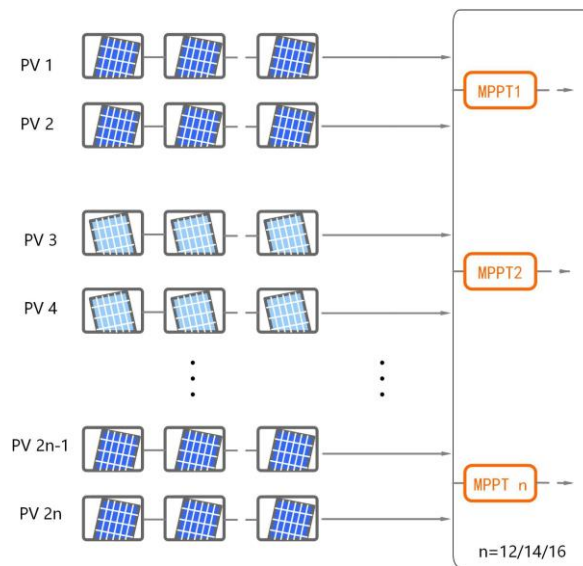 PV 1
MPPT1
PV 2
PV 3
MPPT2
PV 4
PV 2n-1
MPPT n
PV 2n
n=12/14/16